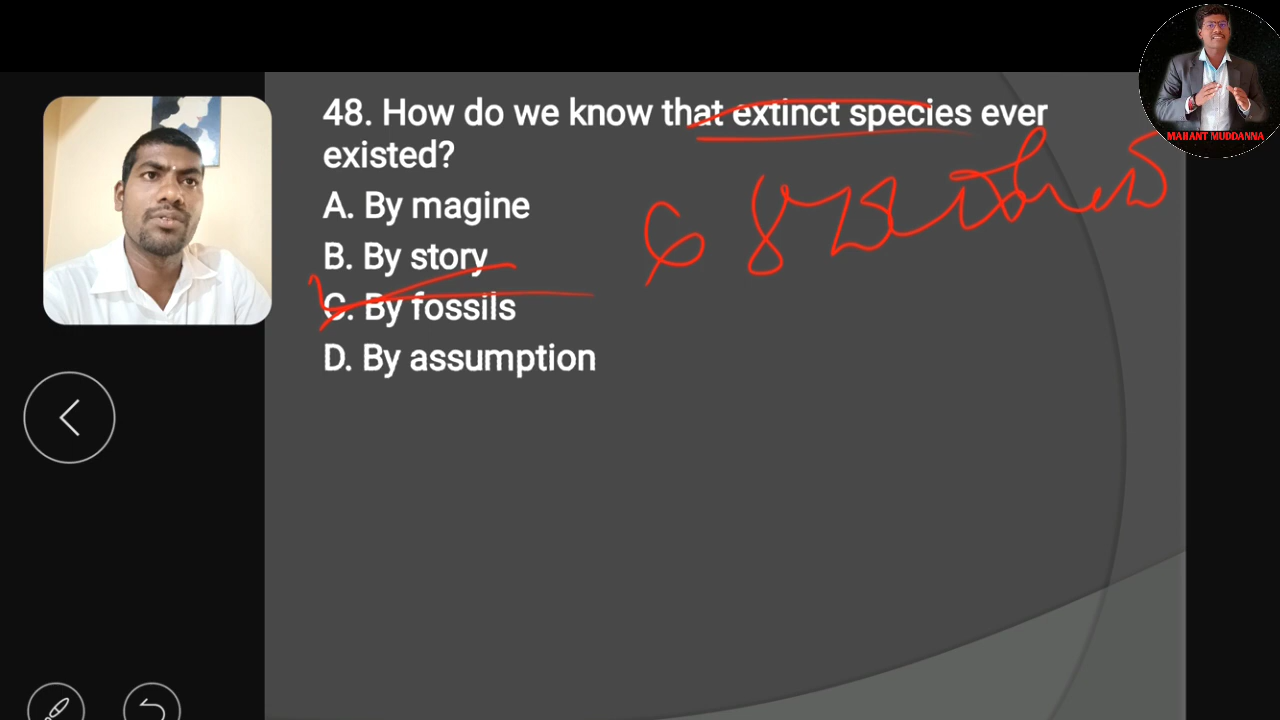 MAHANT MUDDANNA
48. How do we know that extinct species ever
existed?
A. By magine
B. By story
C. By fossils
D. By assumption